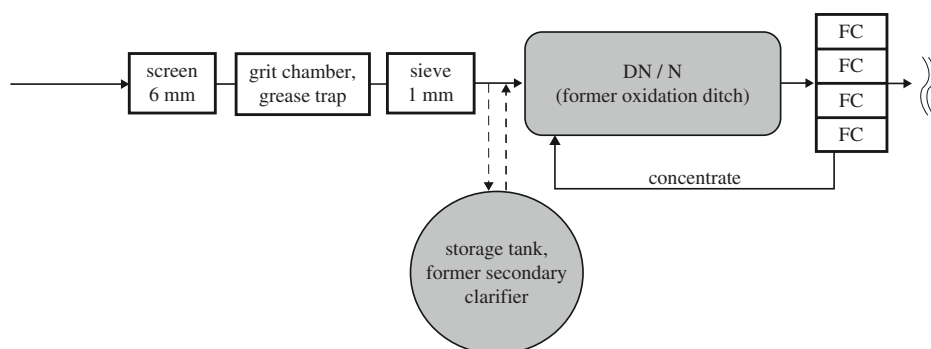 screen
6 mm
grit chamber,
grease trap
sieve
1 mm
DN / N
(former oxidation ditch)
FC
FC
FC
FC
concentrate
storage tank,
former secondary
clarifier